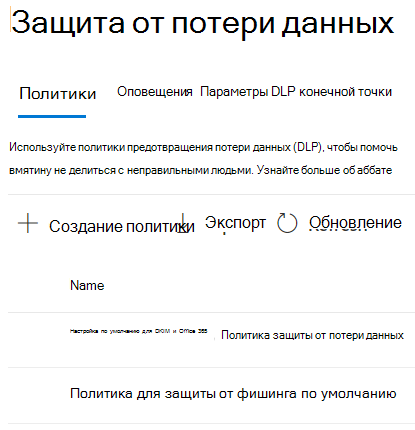 Защита от потери данных
Политики Оповещения Параметры DLP конечной точки
Используйте политики предотвращения потери данных (DLP), чтобы помочь
вмятину не делиться с неправильными людьми. Узнайте больше об аббате
Создание политики Экспорт Обновление
Name
Настройка по умолчанию для DKIM и Office 365 Политика защиты от потери данных
Политика для защиты от фишинга по умолчанию